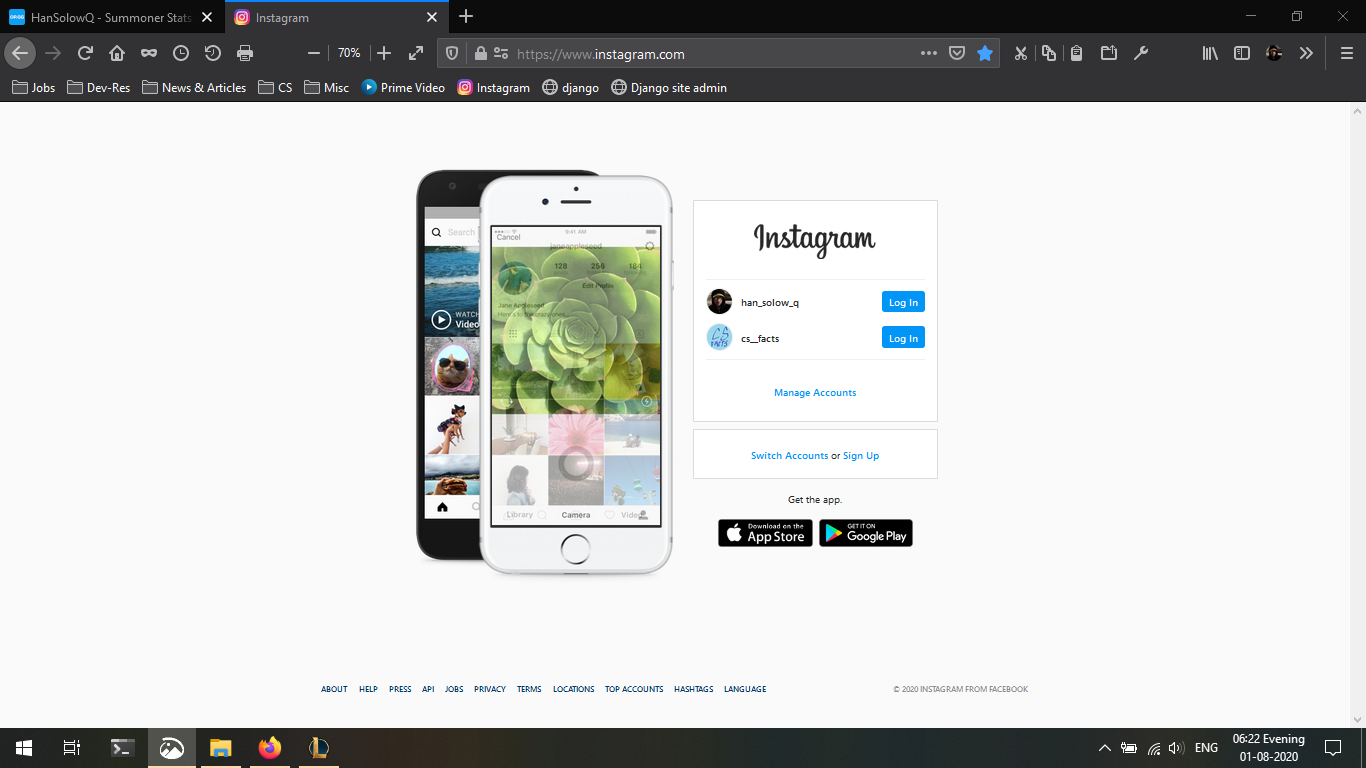 OP.GG HanSolowQ - Summoner Stats
Instagram
70%
https://www.instagram.com
Jobs Dev-Res News & Articles CS Misc Prime Video Instagram django Django site admin
Search
WATCH
Video
9:41 AM
Cancel
janeappleseed
128 256 184
Edit Profile
Jane Appleseed
Library Camera Video
Instagram
han_solow_q Log In
cs__facts Log In
CS
FACTS
Manage Accounts
Switch Accounts or Sign Up
Get the app.
Download on the
App Store
GET IT ON
Google Play
ABOUT HELP PRESS API JOBS PRIVACY TERMS LOCATIONS TOP ACCOUNTS HASHTAGS LANGUAGE
© 2020 INSTAGRAM FROM FACEBOOK
ENG
06:22 Evening
01-08-2020